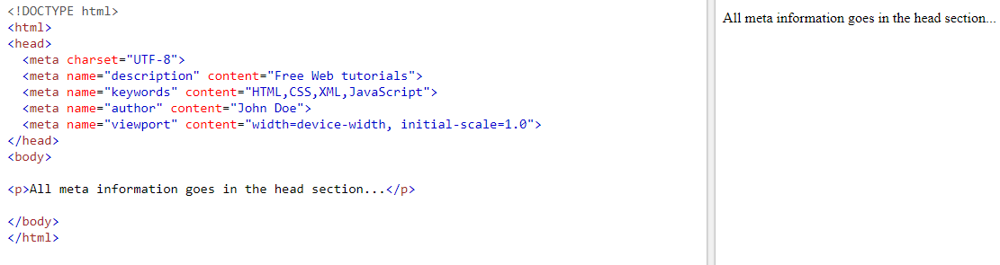 <!DOCTYPE html>
<html>
<head>
  <meta charset="UTF-8">
  <meta name="description" content="Free Web tutorials">
  <meta name="keywords" content="HTML,CSS,XML,JavaScript">
  <meta name="author" content="John Doe">
  <meta name="viewport" content="width=device-width, initial-scale=1.0">
</head>
<body>

<p>All meta information goes in the head section...</p>

</body>
</html>
All meta information goes in the head section...